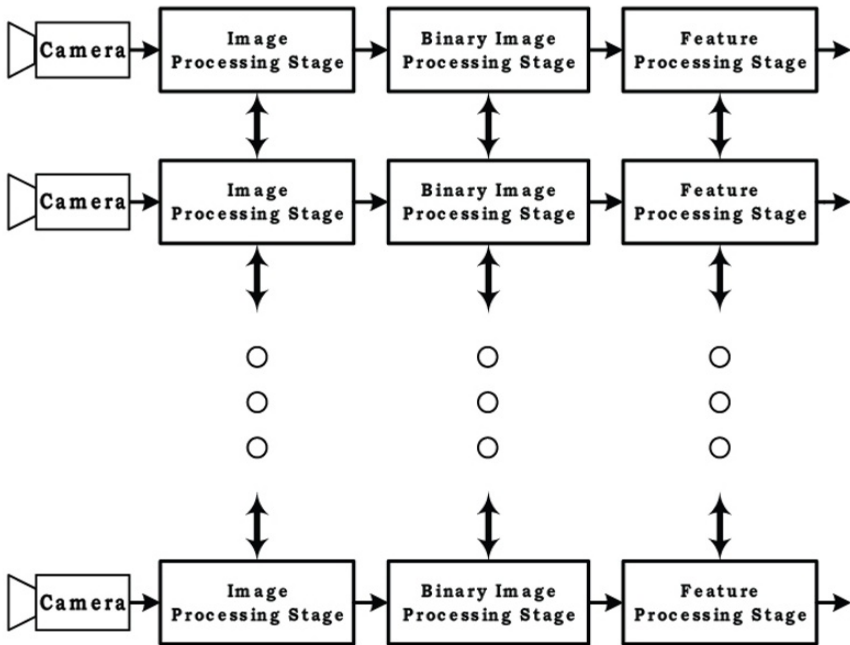 Camera
Image
Processing Stage
Binary Image
Processing Stage
Feature
Processing Stage
Camera
Image
Processing Stage
Binary Image
Processing Stage
Feature
Processing Stage
Camera
Image
Processing Stage
Binary Image
Processing Stage
Feature
Processing Stage